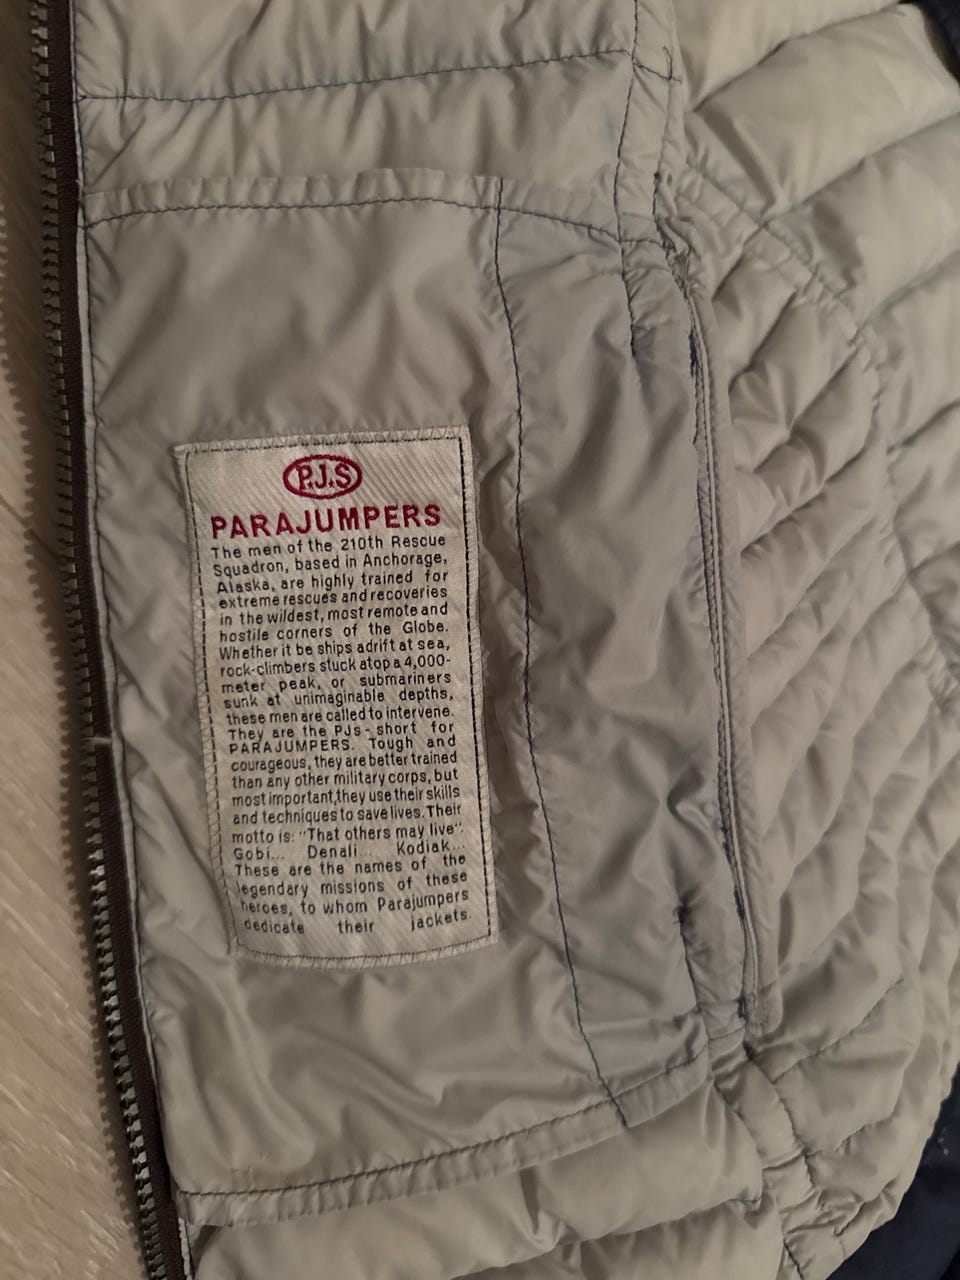 P.J.S
PARAJUMPERS
The men of the 210th Rescue
Squadron, based in Anchorage,
Alaska, are highly trained for
extreme rescues and recoveries
in the wildest, most remote and
hostile corners of the Globe.
Whether it be ships adrift at sea,
rock-climbers stuck atop a 4,000-
meter peak, or submariners
sunk at unimaginable depths,
these men are called to intervene.
They are the PJs - short for
PARAJUMPERS. Tough and
courageous, they are better trained
than any other military corps, but
most important,they use their skills
and techniques to save lives. Their
motto is: "That others may live".
Gobi... Denali... Kodiak...
These are the names of the
legendary missions of these
heroes, to whom Parajumpers
dedicate their jackets.